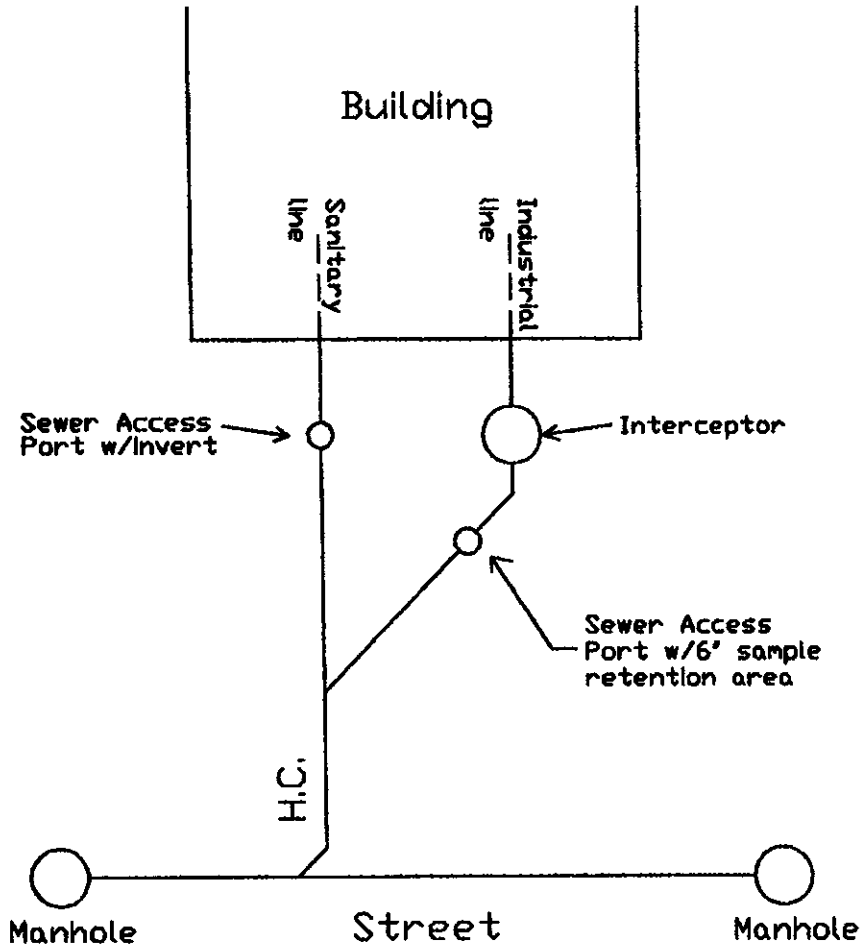 Building
Sanitary
line
Industrial
line
Sewer Access
Port w/Invert
Interceptor
Sewer Access
Port w/6" sample
retention area
H.C.
Manhole
Street
Manhole